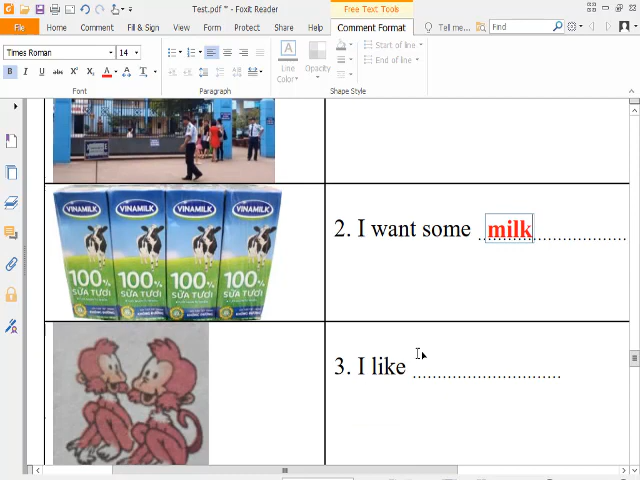 Test.pdf * - Foxit Reader
Free Text Tools
File
Home
Comment
Fill & Sign
View
Form
Protect
Share
Help
Comment Format
Tell me...
Find
Times Roman
14
B I U
Font
Paragraph
Line Color
Opacity
Start of line
End of line
Shape Style
VINAMILK VINAMILK VINAMILK VINAMILK
100% 100% 100% 100%
SỮA TƯƠI SỮA TƯƠI SỮA TƯƠI SỮA TƯƠI
2. I want some milk
3. I like ................................